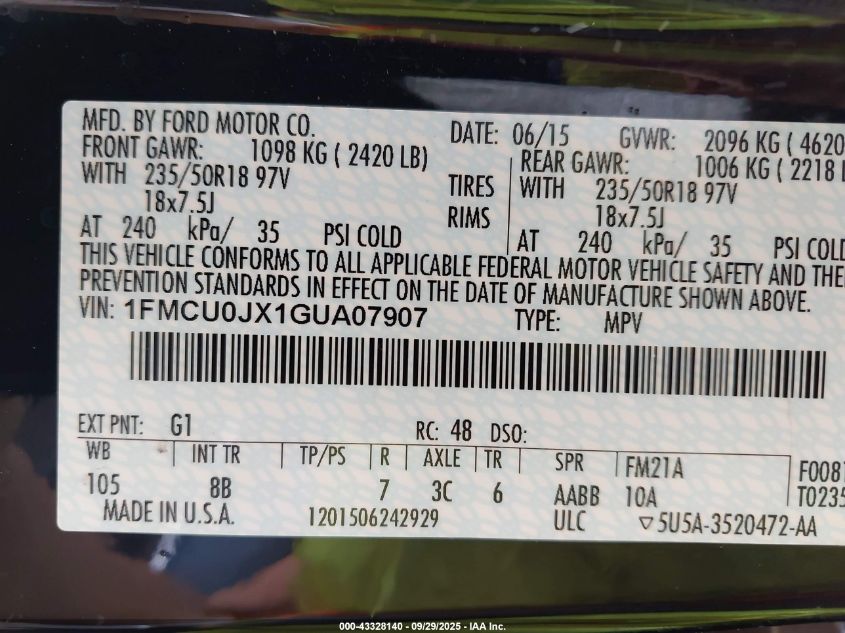 MFD. BY FORD MOTOR CO. DATE: 06/15 GVWR: 2096 KG ( 4620
FRONT GAWR: 1098 KG ( 2420 LB) REAR GAWR: 1006 KG ( 2218
WITH 235/50R18 97V TIRES WITH 235/50R18 97V
18x7.5J RIMS 18x7.5J
AT 240 kPa/ 35 PSI COLD AT 240 kPa/ 35 PSI COLD
THIS VEHICLE CONFORMS TO ALL APPLICABLE FEDERAL MOTOR VEHICLE SAFETY AND THE
PREVENTION STANDARDS IN EFFECT ON THE DATE OF MANUFACTURE SHOWN ABOVE.
VIN: 1FMCU0JX1GUA07907 TYPE: MPV
EXT PNT: G1 RC: 48 DSO:
WB INT TR TP/PS R AXLE TR SPR FM21A F008
105 8B 7 3C 6 AABB 10A T0235
MADE IN U.S.A. 1201506242929 ULC ▽5U5A-3520472-AA
000-43328140 - 09/29/2025 - IAA Inc.